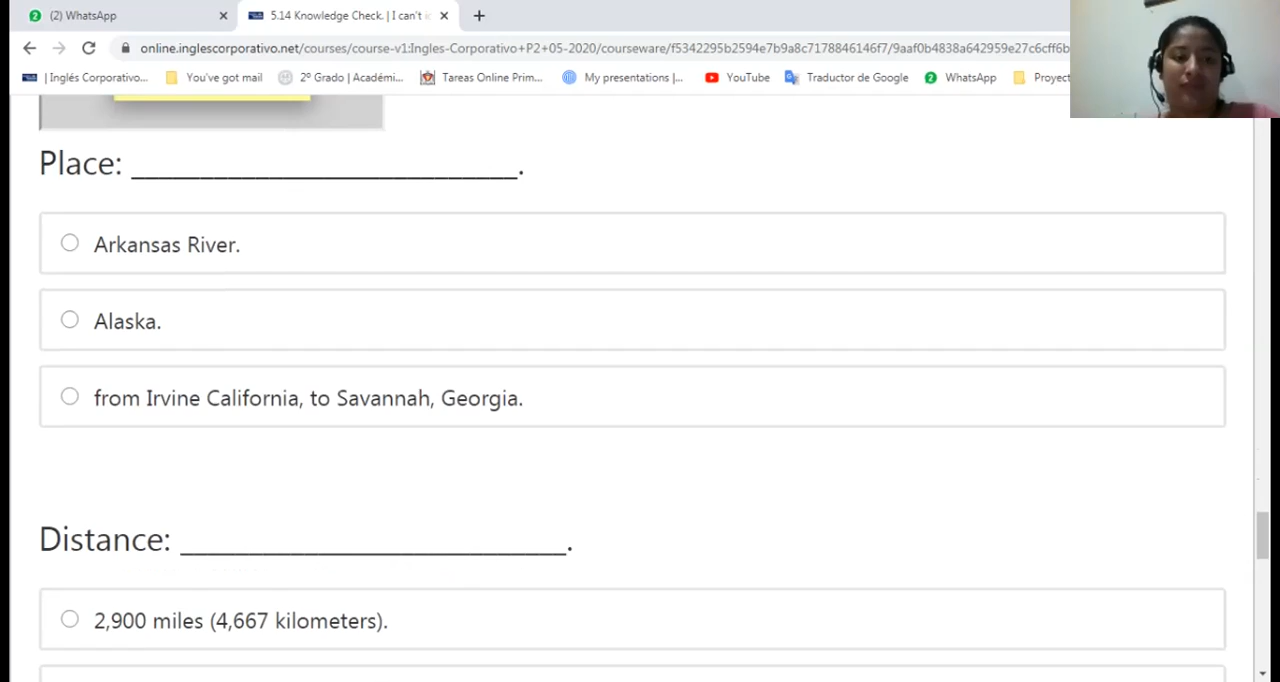 (2) WhatsApp
5.14 Knowledge Check. | I can't
online.inglescorporativo.net/courses/course-v1:Ingles-Corporativo+P2+05-2020/courseware/f5342295b2594e7b9a8c7178846146f7/9aaf0b4838a642959e27c6cff6b
| Inglés Corporativo... You've got mail 2º Grado | Académi... Tareas Online Prim... My presentations |... YouTube Traductor de Google WhatsApp Proyect
Place: ____________________________.
Arkansas River.
Alaska.
from Irvine California, to Savannah, Georgia.
Distance: ____________________________.
2,900 miles (4,667 kilometers).